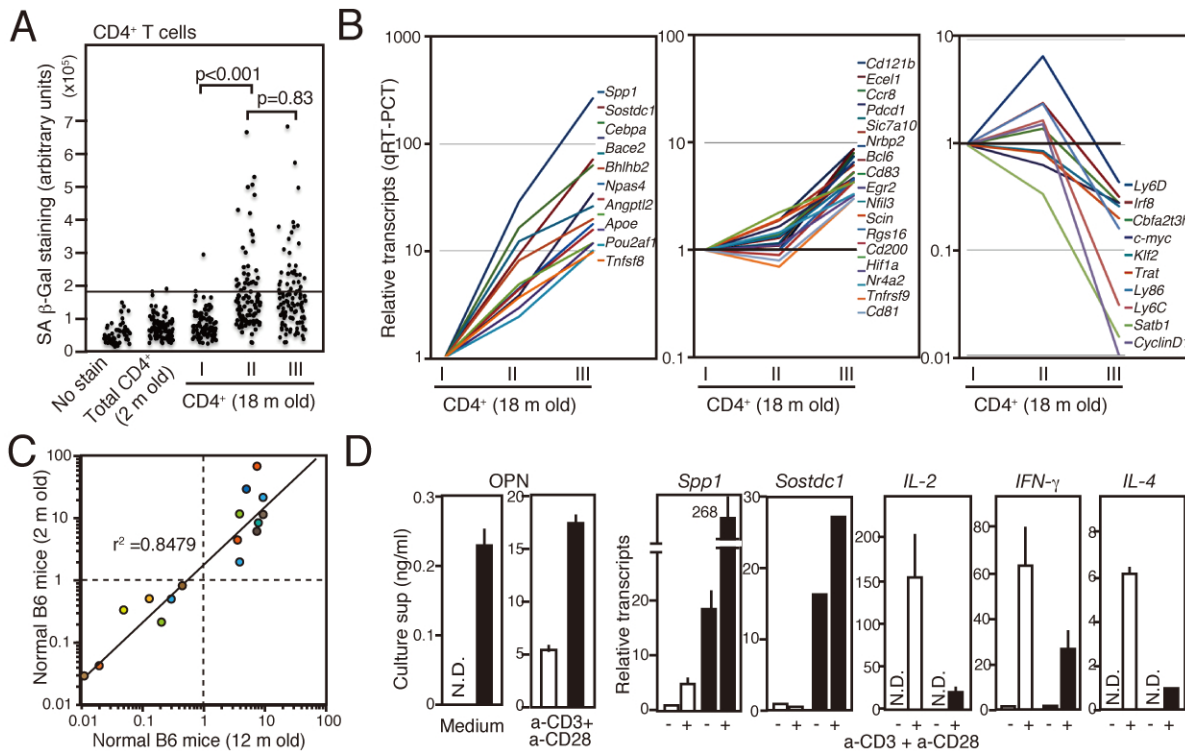 A
CD4+ T cells
SA β-Gal staining (arbitrary units)
(x10⁵)
p<0.001
p=0.83
7
6
5
4
3
2
1
0
No stain
Total CD4+
(2 m old)
I
II
III
CD4+ (18 m old)
B
Relative transcripts (qRT-PCT)
1000
100
10
1
Spp1
Sostdc1
Cebpa
Bace2
Bhlhb2
Npas4
Angptl2
Apoe
Pou2af1
Tnfsf8
I
II
III
CD4+ (18 m old)
100
10
1
0.1
Cd121b
Ecel1
Ccr8
Pdcd1
Sic7a10
Nrbp2
Bcl6
Cd83
Egr2
Nfil3
Scin
Rgs16
Cd200
Hif1a
Nr4a2
Tnfrsf9
Cd81
I
II
III
CD4+ (18 m old)
10
1
0.1
0.01
Ly6D
Irf8
Cbfa2t3h
c-myc
Klf2
Trat
Ly86
Ly6C
Satb1
CyclinD1
I
II
III
CD4+ (18 m old)
C
Normal B6 mice (2 m old)
100
10
1
0.1
0.01
r² =0.8479
0.01
0.1
1
10
100
Normal B6 mice (12 m old)
D
OPN
Culture sup (ng/ml)
0.3
0.2
0.1
0
N.D.
Medium
20
15
10
5
0
a-CD3+
a-CD28
Relative transcripts
Spp1
268
20
0
- + - +
Sostdc1
30
20
10
0
- + - +
IL-2
200
150
100
50
0
N.D.
N.D.
- + - +
IFN-γ
80
60
40
20
0
- + - +
IL-4
8
6
4
2
0
N.D.
N.D.
- + - +
a-CD3 + a-CD28